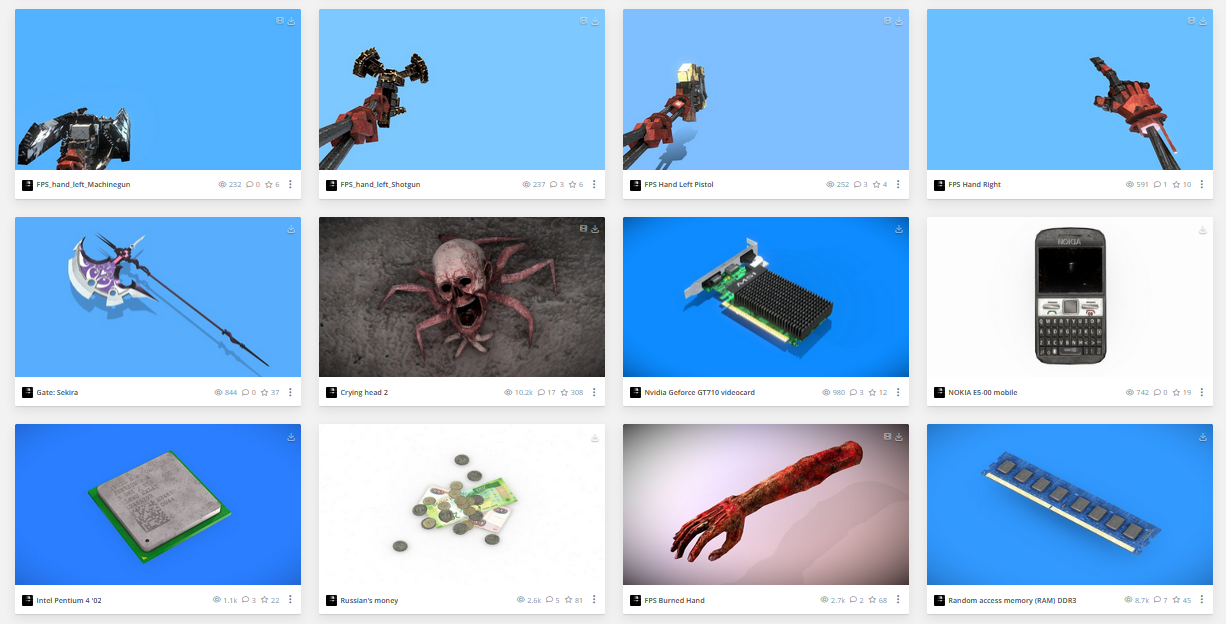 FPS_hand_left_Machinegun 232 0 6
FPS_hand_left_Shotgun 237 3 6
FPS Hand Left Pistol 252 3 4
FPS Hand Right 591 1 10
MSI
NOKIA
Gate: Sekira 844 0 37
Crying head 2 10.2k 17 308
Nvidia Geforce GT710 videocard 980 3 12
NOKIA E5-00 mobile 742 0 19
Intel Pentium 4 '02 1.1k 3 22
Russian's money 2.6k 5 81
FPS Burned Hand 2.7k 2 68
Random access memory (RAM) DDR3 8.7k 7 45